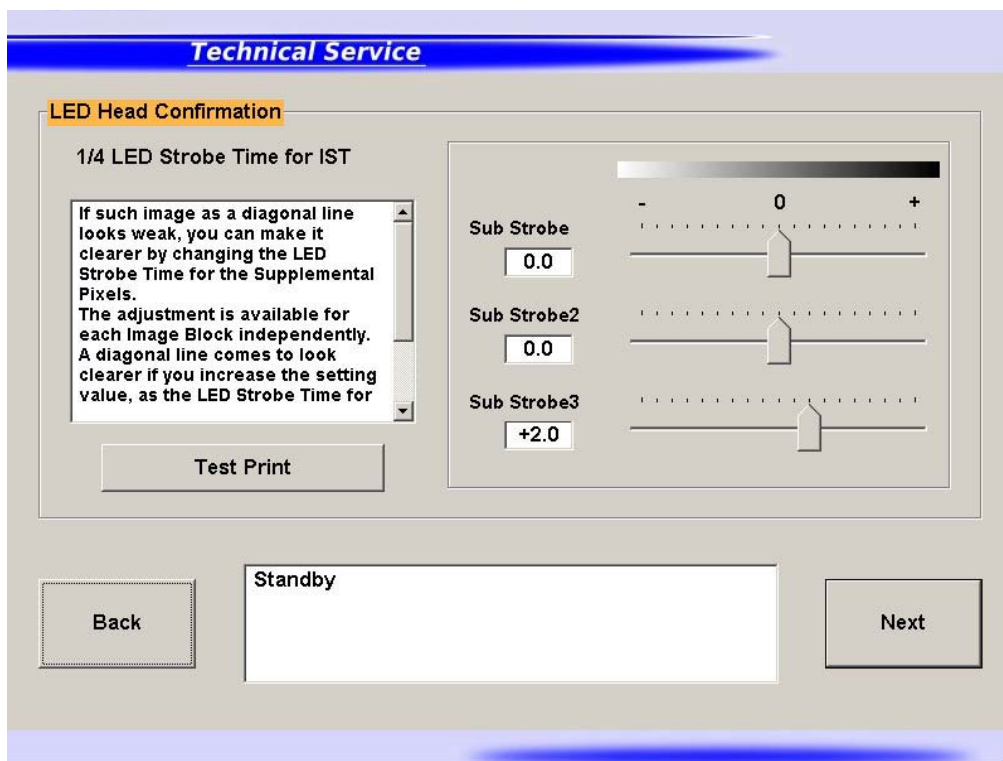 Technical Service
LED Head Confirmation
1/4 LED Strobe Time for IST
If such image as a diagonal line
looks weak, you can make it
clearer by changing the LED
Strobe Time for the Supplemental
Pixels.
The adjustment is available for
each Image Block independently.
A diagonal line comes to look
clearer if you increase the setting
value, as the LED Strobe Time for
Test Print
- 0 +
Sub Strobe
0.0
Sub Strobe2
0.0
Sub Strobe3
+2.0
Back
Standby
Next